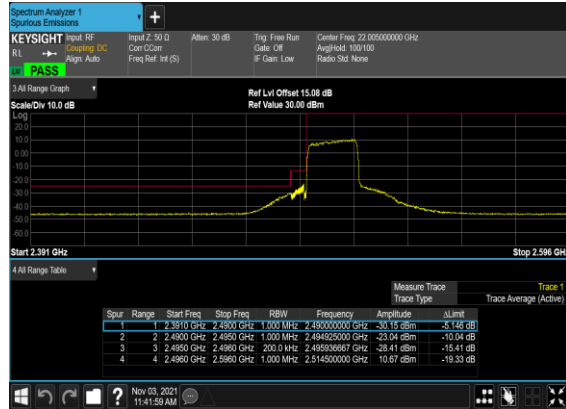 Spectrum Analyzer 1
Spurious Emissions
+
KEYSIGHT Input: RF Input Z: 50 Ω Atten: 30 dB Trig: Free Run Center Freq: 22.005000000 GHz
RL Coupling: DC Corr CCorr Gate: Off Avg|Hold: 100/100
Align: Auto Freq Ref: Int (S) IF Gain: Low Radio Std: None
PASS
3 All Range Graph
Ref Lvl Offset 15.08 dB
Scale/Div 10.0 dB Ref Value 30.00 dBm
Log
20.0
10.0
0.00
-10.0
-20.0
-30.0
-40.0
-50.0
-60.0
Start 2.391 GHz Stop 2.596 GH
4 All Range Table
Measure Trace Trace 1
Trace Type Trace Average (Active)
Spur Range Start Freq Stop Freq RBW Frequency Amplitude ΔLimit
1 1 2.3910 GHz 2.4900 GHz 1.000 MHz 2.490000000 GHz -30.15 dBm -5.146 dB
2 2 2.4900 GHz 2.4950 GHz 1.000 MHz 2.494925000 GHz -23.04 dBm -10.04 dB
3 3 2.4950 GHz 2.4960 GHz 200.0 kHz 2.495936667 GHz -28.41 dBm -15.41 dB
4 4 2.4960 GHz 2.5960 GHz 1.000 MHz 2.514500000 GHz 10.67 dBm -19.33 dB
?
Nov 03, 2021
11:41:59 AM